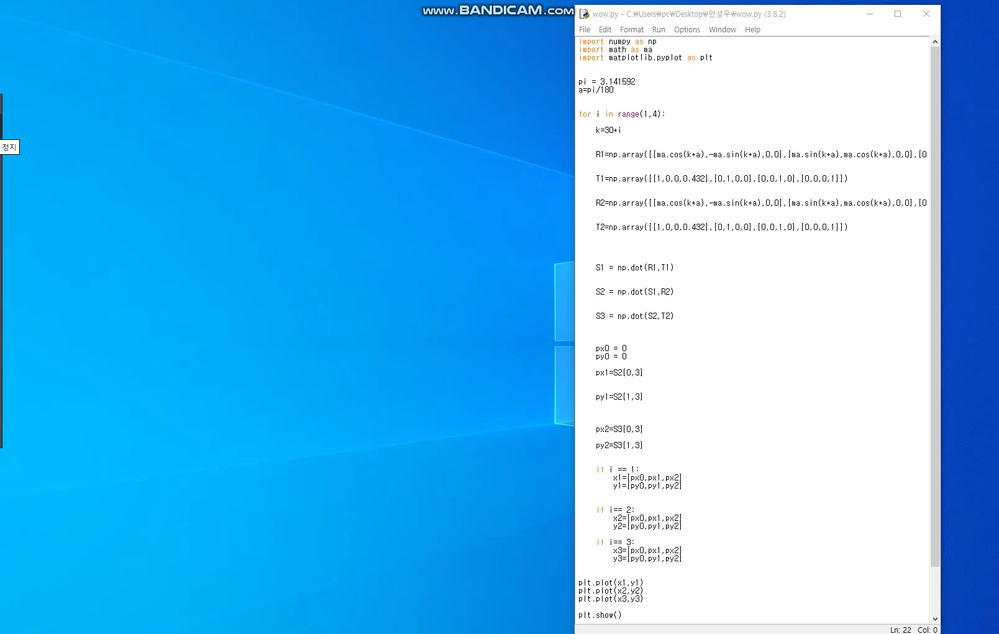 www.BANDICAM.com
wow.py - C:₩Users₩pc₩Desktop₩안성우₩wow.py (3.8.2)
File Edit Format Run Options Window Help
import numpy as np
import math as ma
import matplotlib.pyplot as plt
pi = 3.141592
a=pi/180
for i in range(1,4):
k=30*i
정지
R1=np.array([[ma.cos(k*a),-ma.sin(k*a),0,0],[ma.sin(k*a),ma.cos(k*a),0,0],[0
T1=np.array([[1,0,0,0.432],[0,1,0,0],[0,0,1,0],[0,0,0,1]])
R2=np.array([[ma.cos(k*a),-ma.sin(k*a),0,0],[ma.sin(k*a),ma.cos(k*a),0,0],[0
T2=np.array([[1,0,0,0.432],[0,1,0,0],[0,0,1,0],[0,0,0,1]])
S1 = np.dot(R1,T1)
S2 = np.dot(S1,R2)
S3 = np.dot(S2,T2)
px0 = 0
py0 = 0
px1=S2[0,3]
py1=S2[1,3]
px2=S3[0,3]
py2=S3[1,3]
if i == 1:
x1=[px0,px1,px2]
y1=[py0,py1,py2]
if i== 2:
x2=[px0,px1,px2]
y2=[py0,py1,py2]
if i== 3:
x3=[px0,px1,px2]
y3=[py0,py1,py2]
plt.plot(x1,y1)
plt.plot(x2,y2)
plt.plot(x3,y3)
plt.show()
Ln: 22 Col: 0